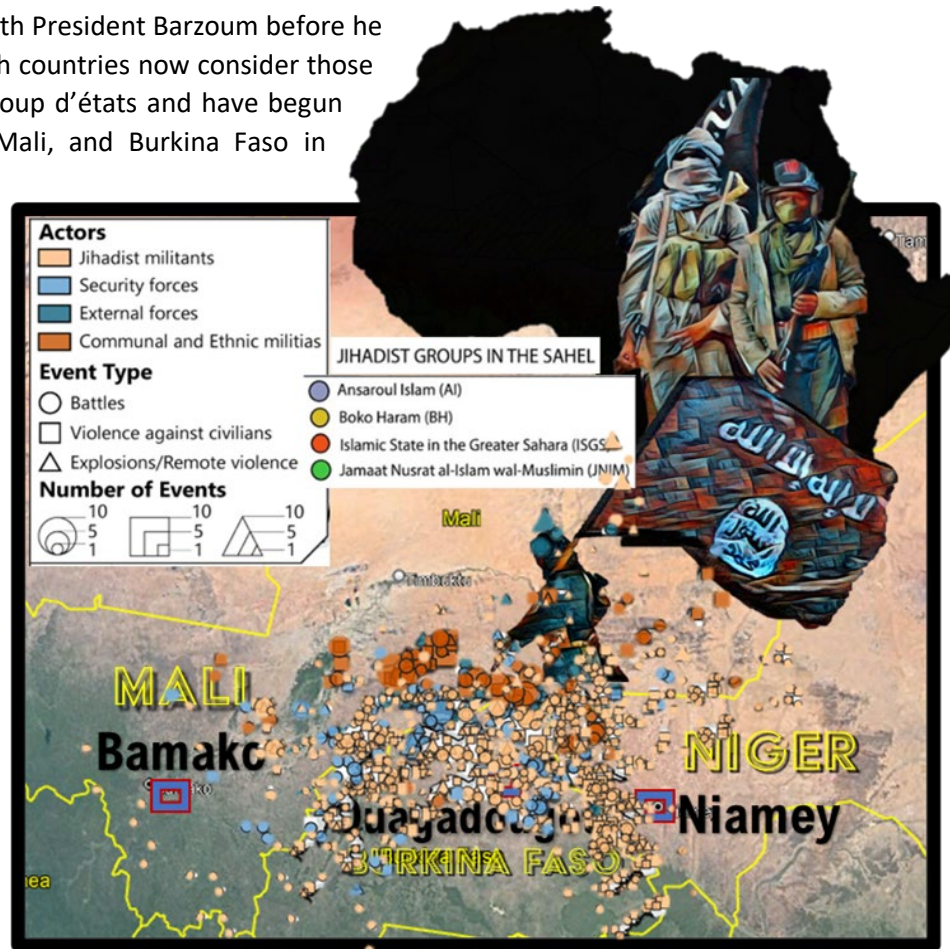 th President Barzoum before he
h countries now consider those
oup d’états and have begun
Mali, and Burkina Faso in
Actors
Jihadist militants
Security forces
External forces
Communal and Ethnic militias
Event Type
Battles
Violence against civilians
Explosions/Remote violence
Number of Events
10
5
1
10
5
1
10
5
1
JIHADIST GROUPS IN THE SAHEL
Ansaroul Islam (AI)
Boko Haram (BH)
Islamic State in the Greater Sahara (ISGS)
Jamaat Nusrat al-Islam wal-Muslimin (JNIM)
Tam
Mali
Timbuktu
MALI
Bamako
ko
NIGER
Niamey
BURKINA FASO
ea